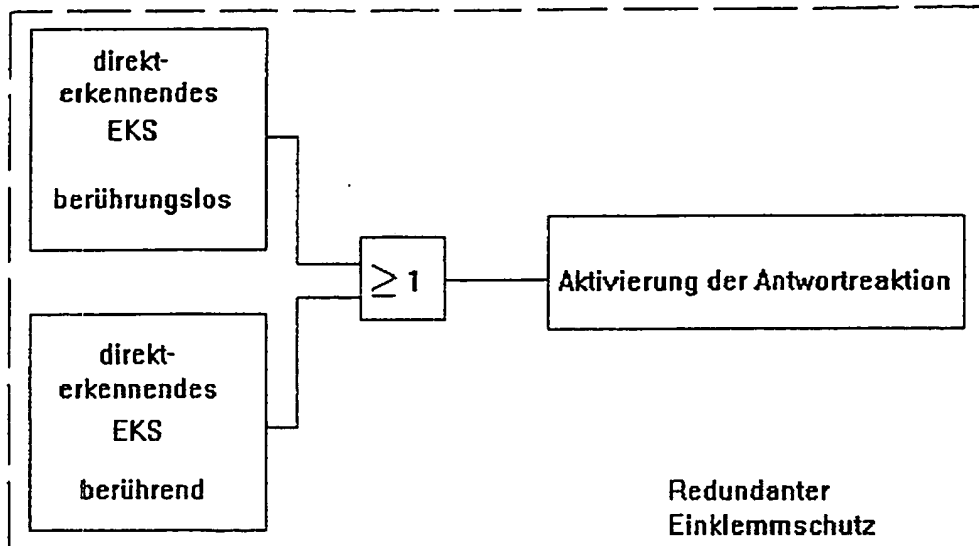 direkt-
erkennendes
EKS
berührungslos
≥ 1
Aktivierung der Antwortreaktion
direkt-
erkennendes
EKS
berührend
Redundanter
Einklemmschutz